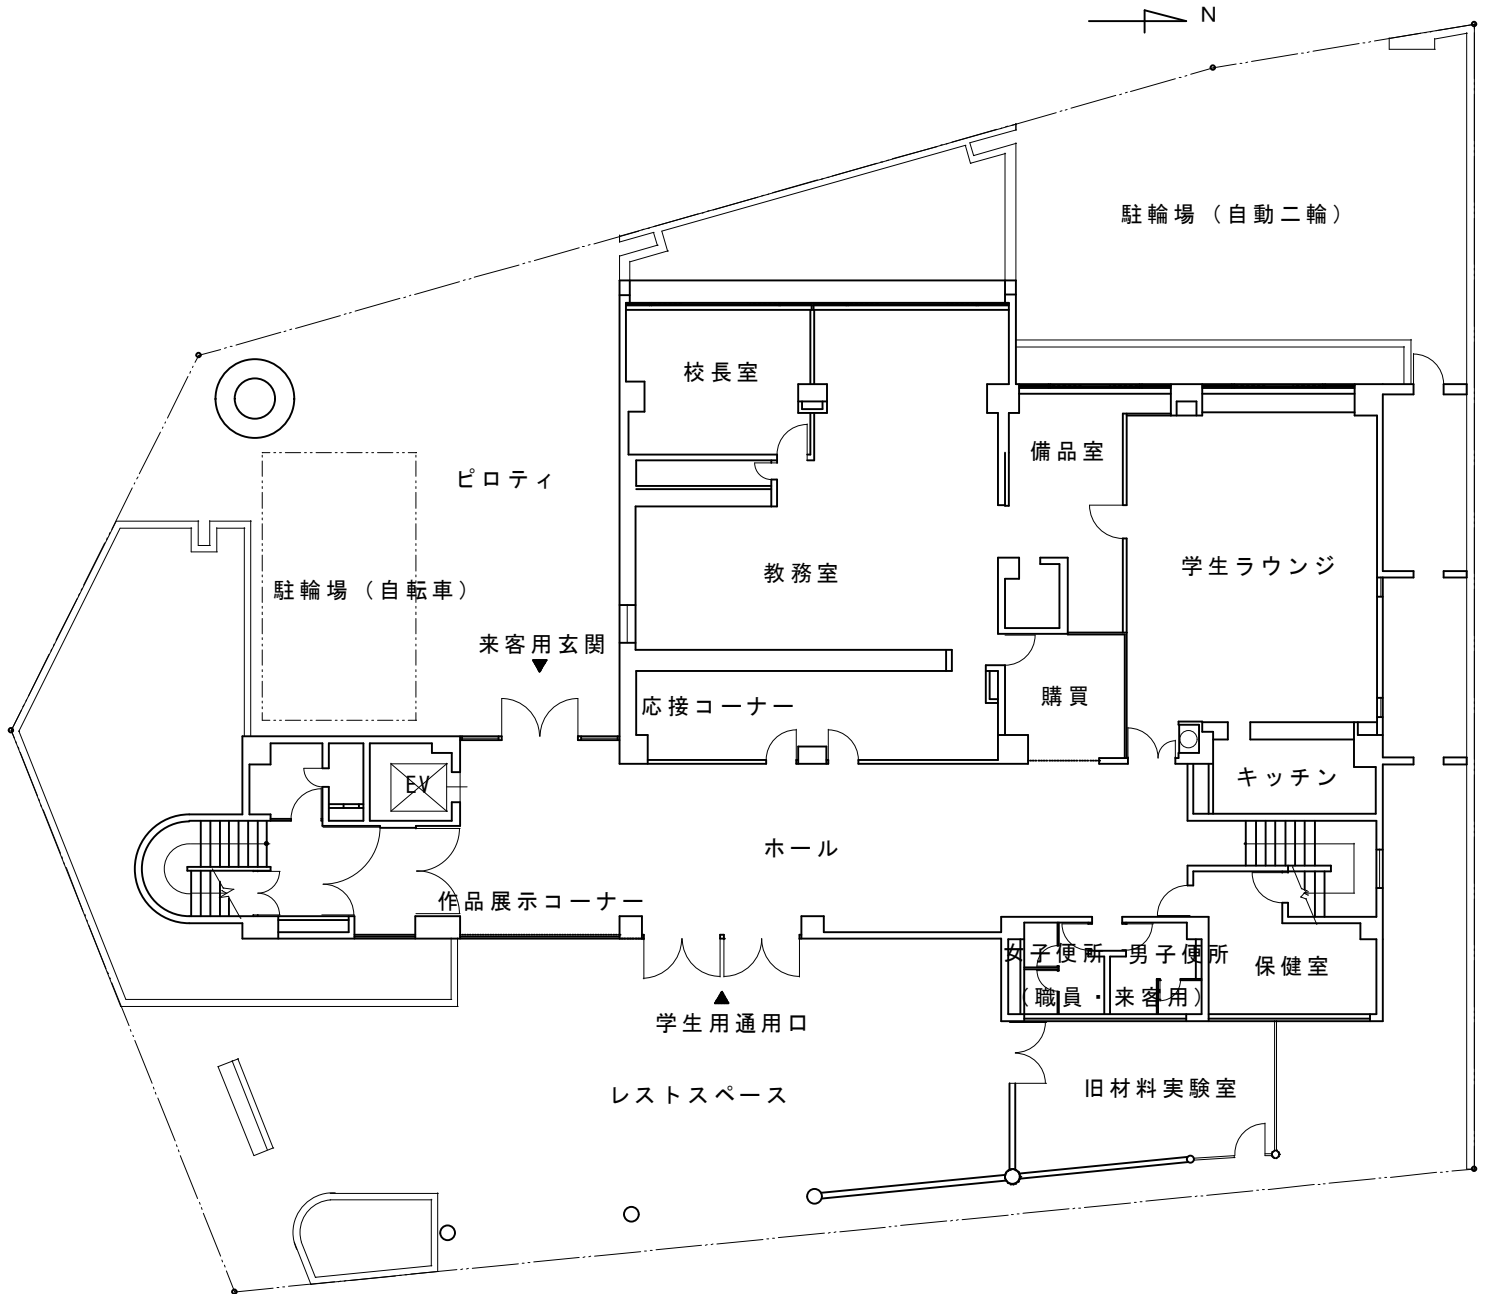 N
駐輪場（自動二輪）
校長室
備品室
ピロティ
学生ラウンジ
教務室
駐輪場（自転車）
来客用玄関
購買
応接コーナー
キッチン
EV
ホール
作品展示コーナー
女子便所
男子便所
保健室
（職員・来客用）
学生用通用口
旧材料実験室
レストスペース